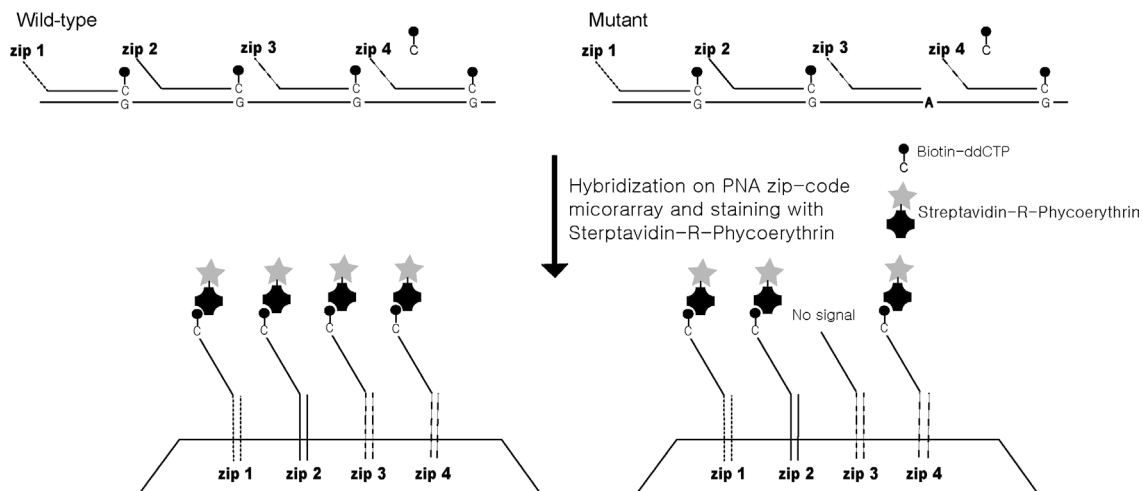 Wild-type
zip 1 zip 2 zip 3 zip 4 C
C C C C
G G G G
Mutant
zip 1 zip 2 zip 3 zip 4 C
C C C
G G A G
Biotin-ddCTP
C
Hybridization on PNA zip-code
micorarray and staining with
Sterptavidin-R-Phycoerythrin
Streptavidin-R-Phycoerythrin
C C C C
zip 1 zip 2 zip 3 zip 4
No signal
C C C
zip 1 zip 2 zip 3 zip 4